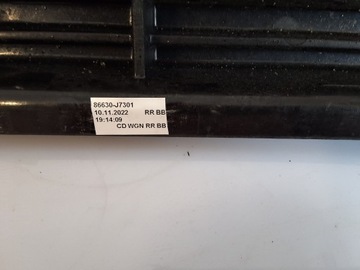 86630-J7301
10.11.2022 RR BB
19:14:09
CD WGN RR BB